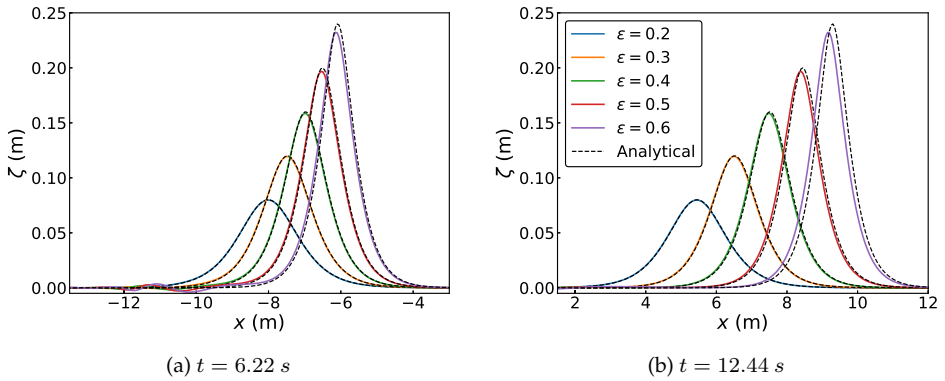 0.25
0.20
0.15
0.10
0.05
0.00
ζ (m)
−12 −10 −8 −6 −4
x (m)
(a) t = 6.22 s
0.25
0.20
0.15
0.10
0.05
0.00
ζ (m)
ε = 0.2
ε = 0.3
ε = 0.4
ε = 0.5
ε = 0.6
Analytical
2 4 6 8 10 12
x (m)
(b) t = 12.44 s